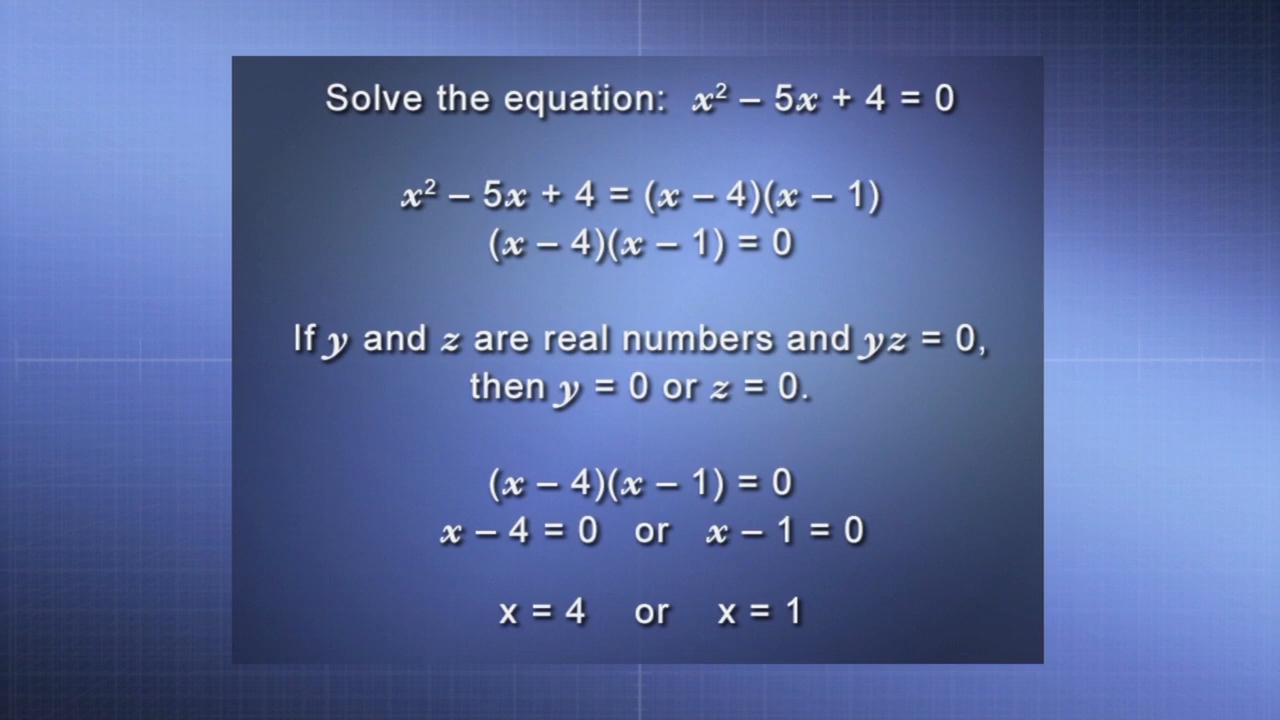 Solve the equation: x² – 5x + 4 = 0
x² – 5x + 4 = (x – 4)(x – 1)
(x – 4)(x – 1) = 0
If y and z are real numbers and yz = 0,
then y = 0 or z = 0.
(x – 4)(x – 1) = 0
x – 4 = 0 or x – 1 = 0
x = 4 or x = 1